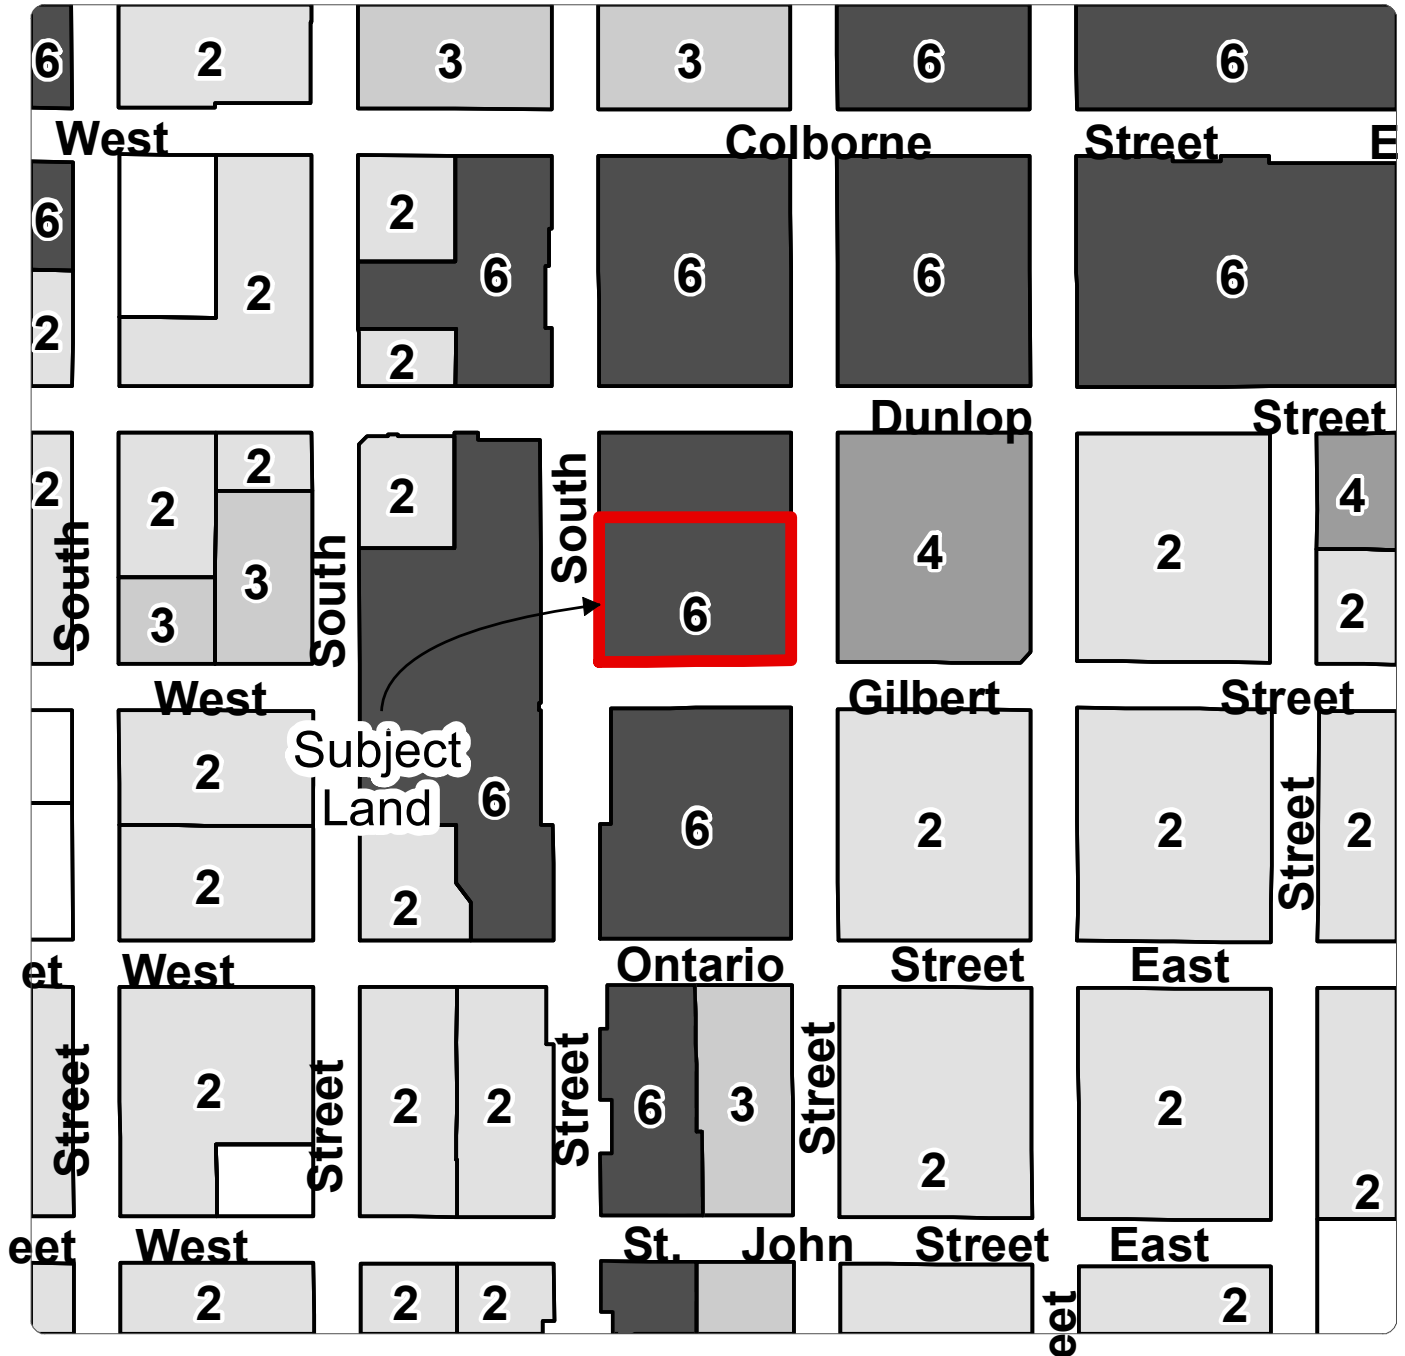 6 2 3 3 6 6
West Colborne Street E
6 2 2 6 6 6 6
2 2
Dunlop Street
2 2 2 2 South 6 4 2 4
3 3 2
South South
West Gilbert Street
Subject
Land
2 6 6 2 2 Street 2
2 2
et West Ontario Street East
Street 2 Street 2 2 Street 6 3 Street 2 2 2
eet West St. John Street East
2 2 2 eet 2